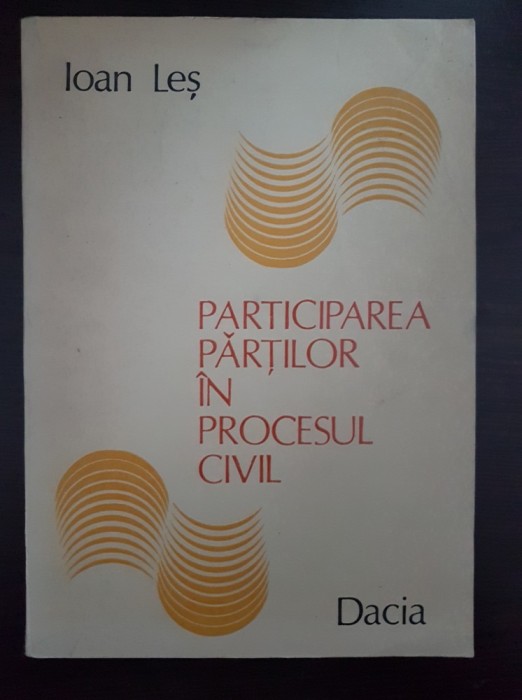 Ioan Leș
PARTICIPAREA
PĂRȚILOR
ÎN
PROCESUL
CIVIL
Dacia